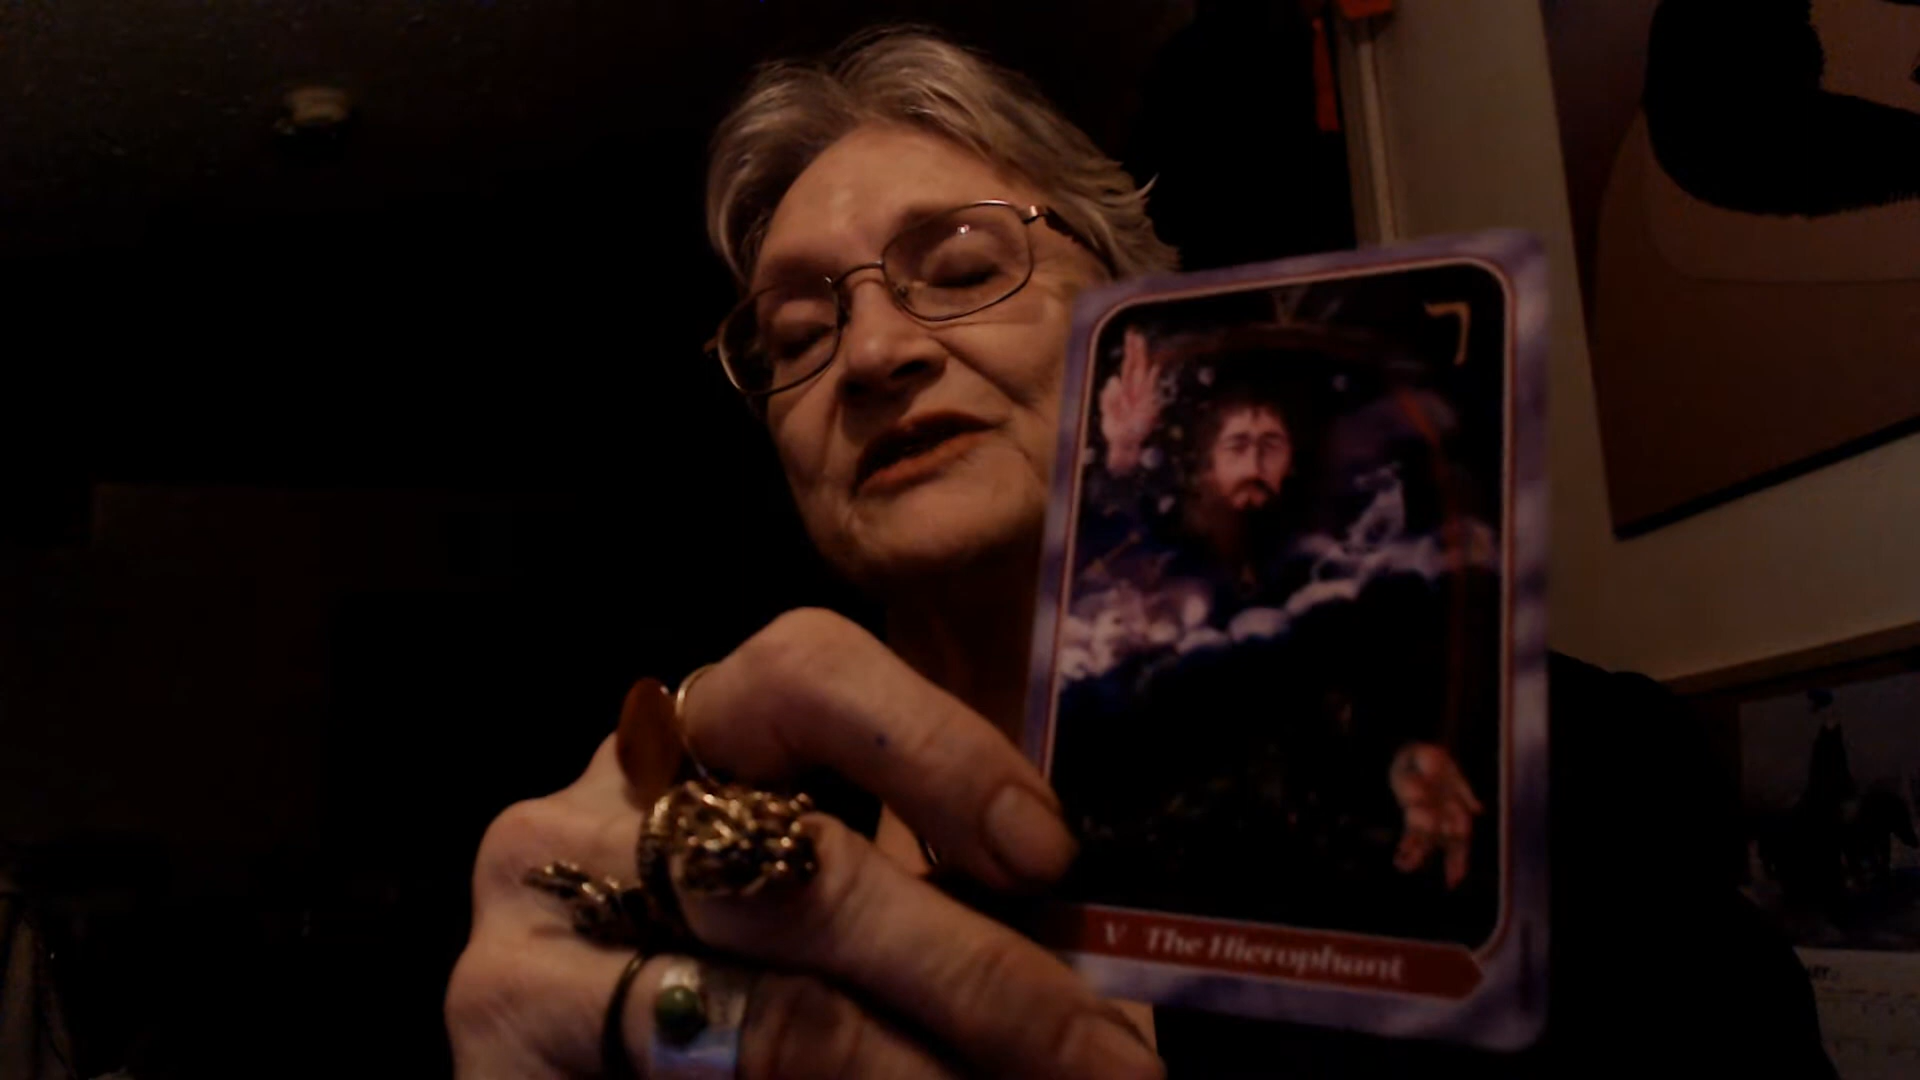 ו
V The Hierophant